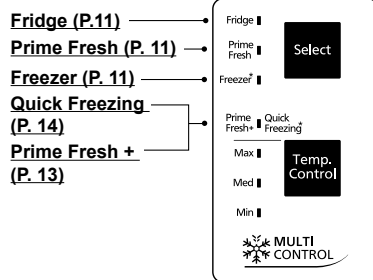 Fridge (P.11)
Prime Fresh (P. 11)
Freezer (P. 11)
Quick Freezing
(P. 14)
Prime Fresh +
(P. 13)
Fridge
Prime
Fresh
Freezer*
Select
Prime
Fresh+
Quick
Freezing*
Max
Med
Min
Temp.
Control
MULTI
CONTROL